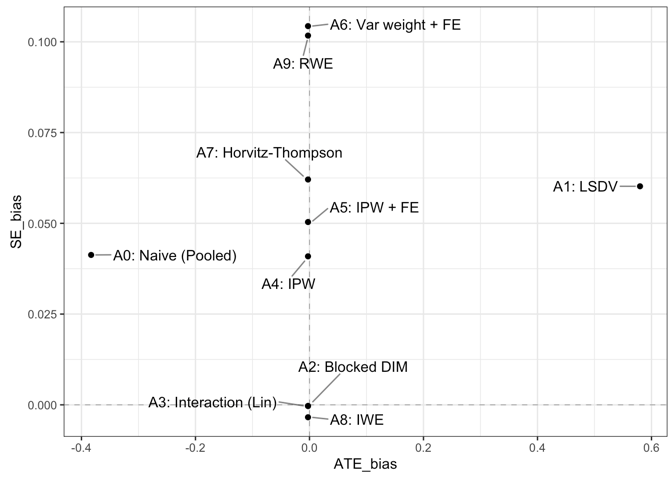 A6: Var weight + FE
0.100
A9: RWE
0.075
A7: Horvitz-Thompson
A1: LSDV
A5: IPW + FE
0.050
SE_bias
A0: Naive (Pooled)
A4: IPW
0.025
A2: Blocked DIM
A3: Interaction (Lin)
0.000
A8: IWE
-0.4 -0.2 0.0 0.2 0.4 0.6
ATE_bias